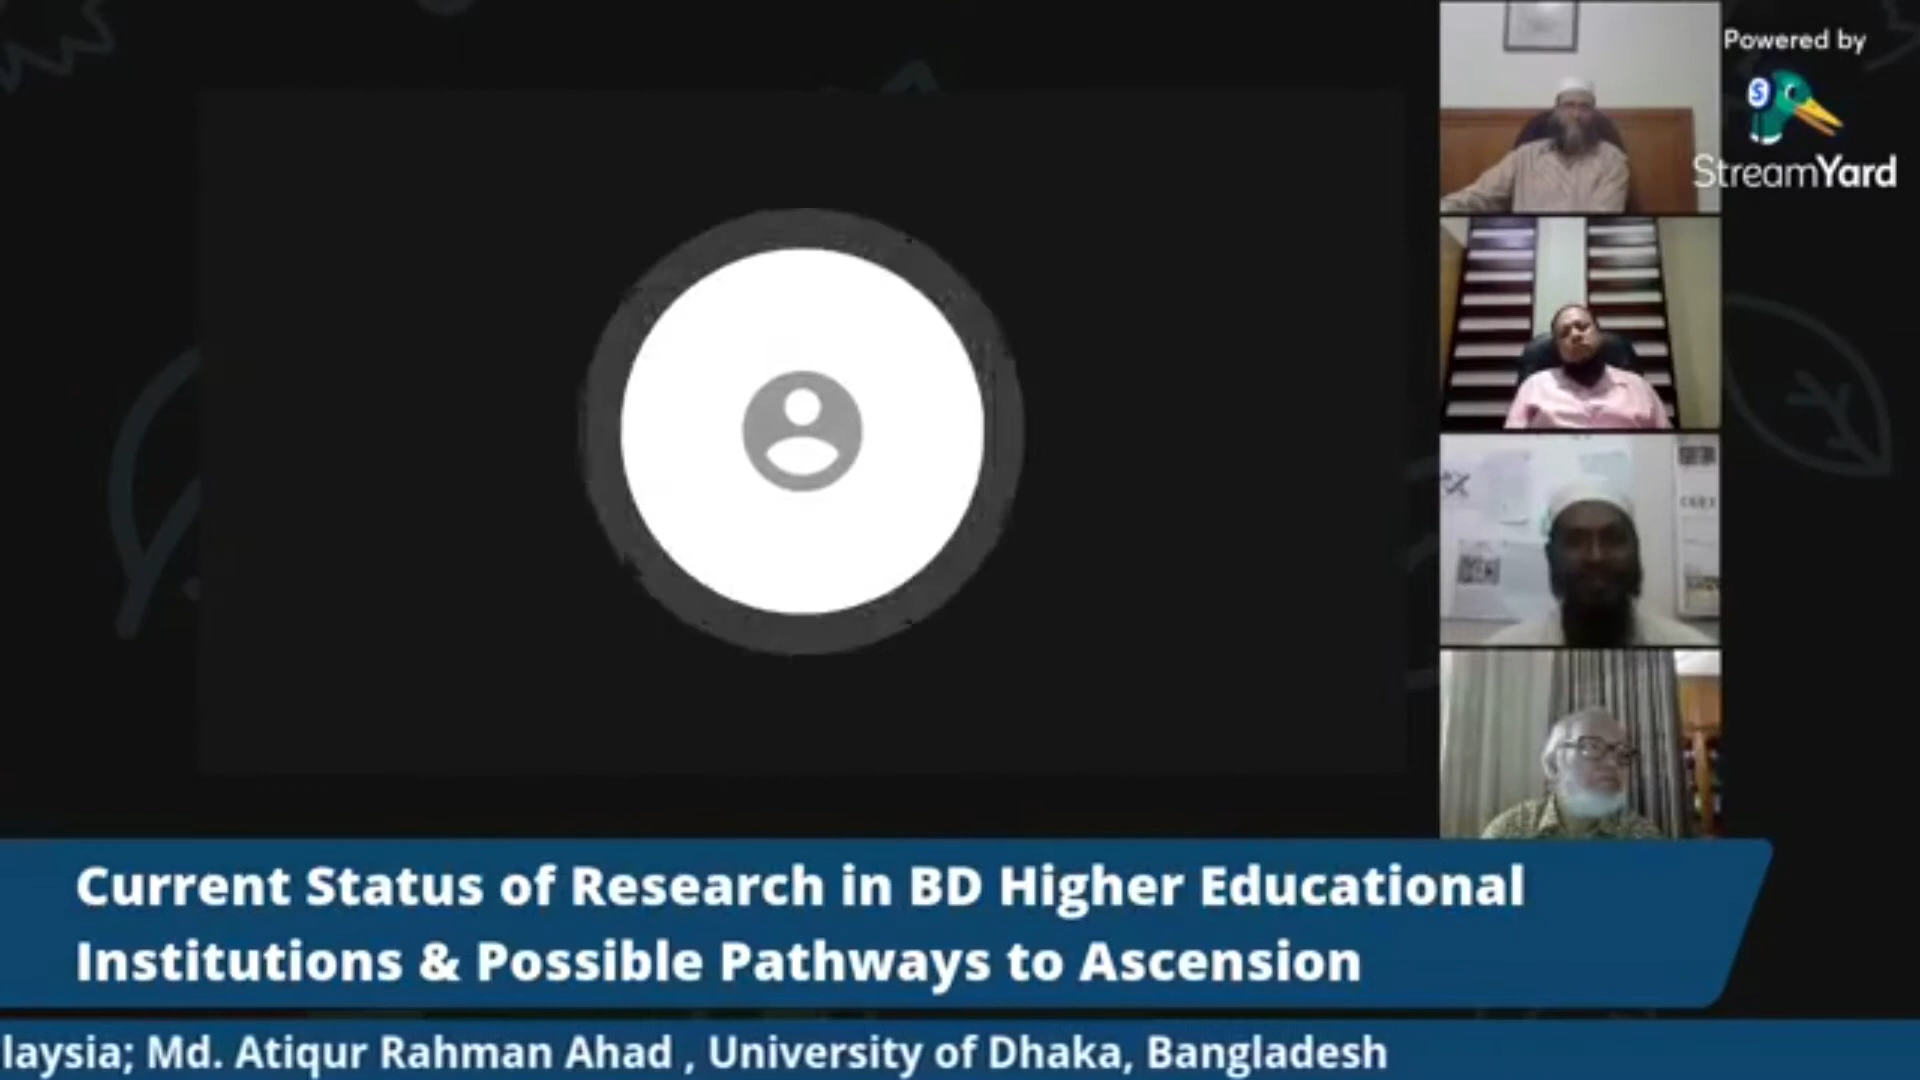 Powered by
S
StreamYard
Current Status of Research in BD Higher Educational
Institutions & Possible Pathways to Ascension
laysia; Md. Atiqur Rahman Ahad , University of Dhaka, Bangladesh